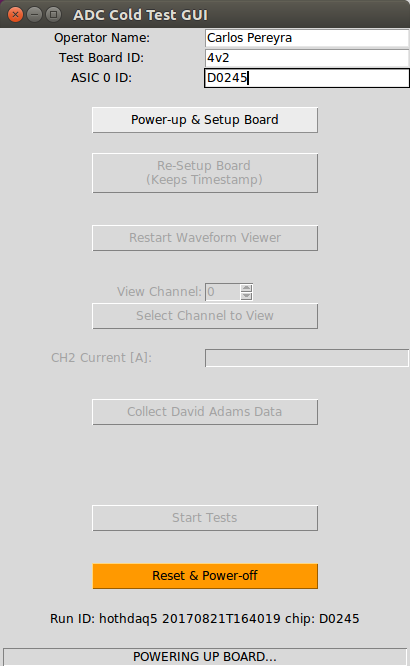 ADC Cold Test GUI
Operator Name: Carlos Pereyra
Test Board ID: 4v2
ASIC 0 ID: D0245
Power-up & Setup Board
Re-Setup Board
(Keeps Timestamp)
Restart Waveform Viewer
View Channel: 0
Select Channel to View
CH2 Current [A]:
Collect David Adams Data
Start Tests
Reset & Power-off
Run ID: hothdaq5 20170821T164019 chip: D0245
POWERING UP BOARD...